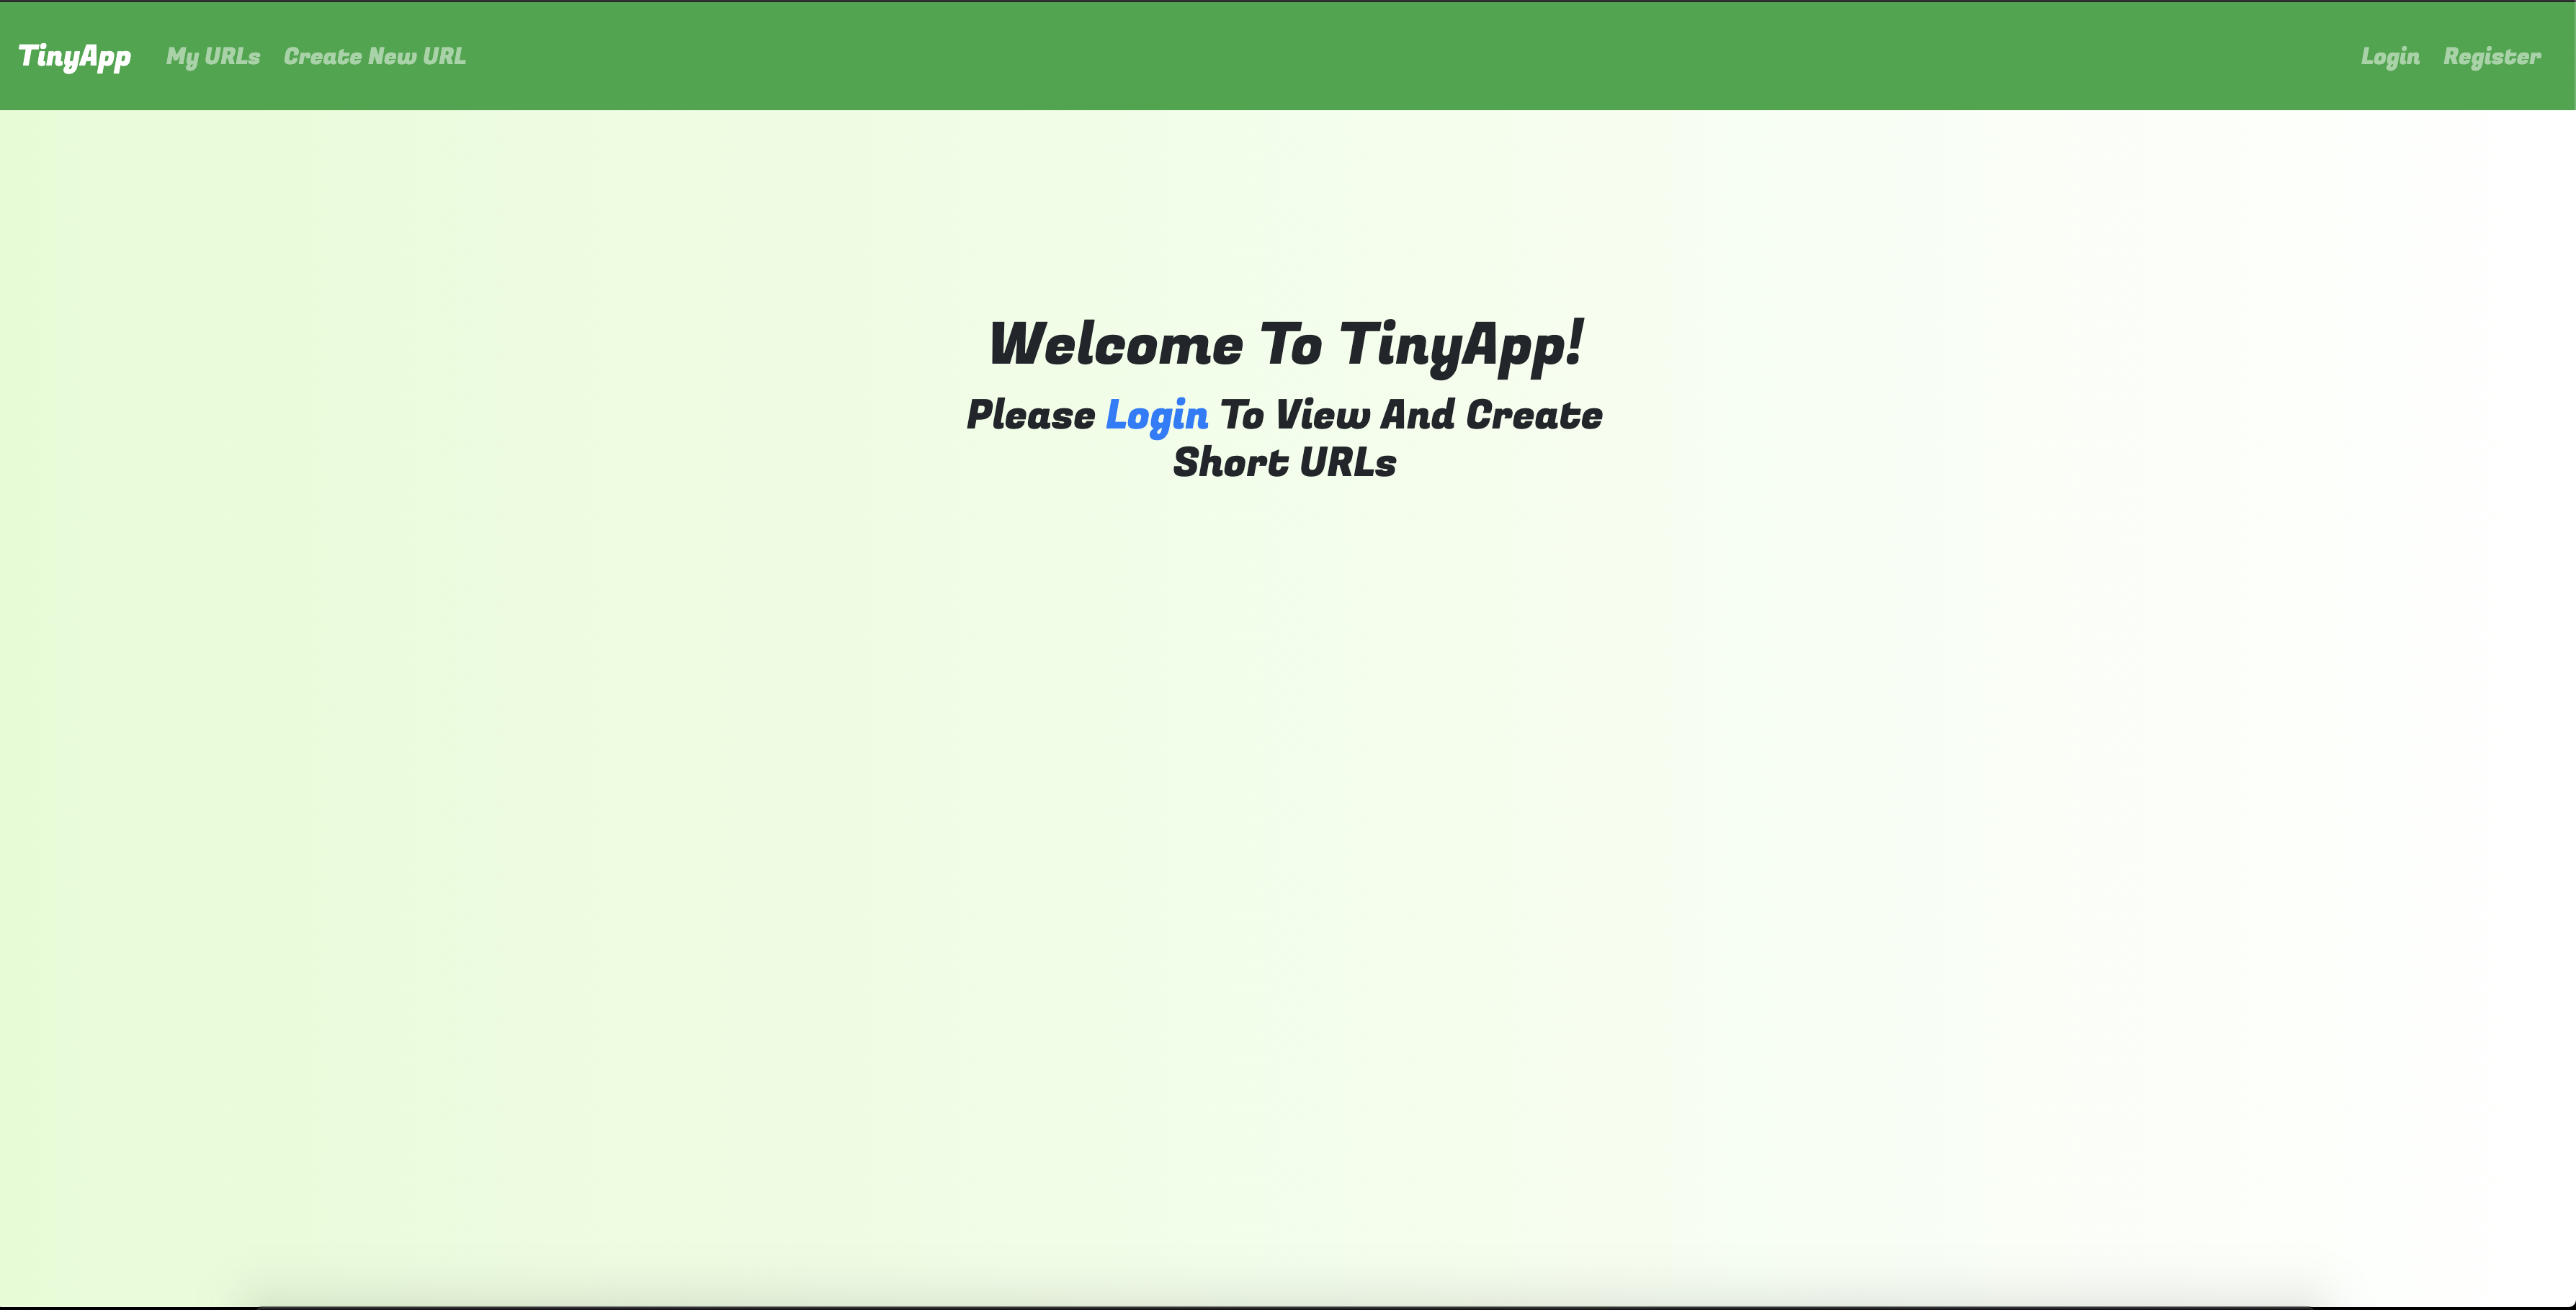 TinyApp My URLs Create New URL Login Register
Welcome To TinyApp!
Please Login To View And Create
Short URLs